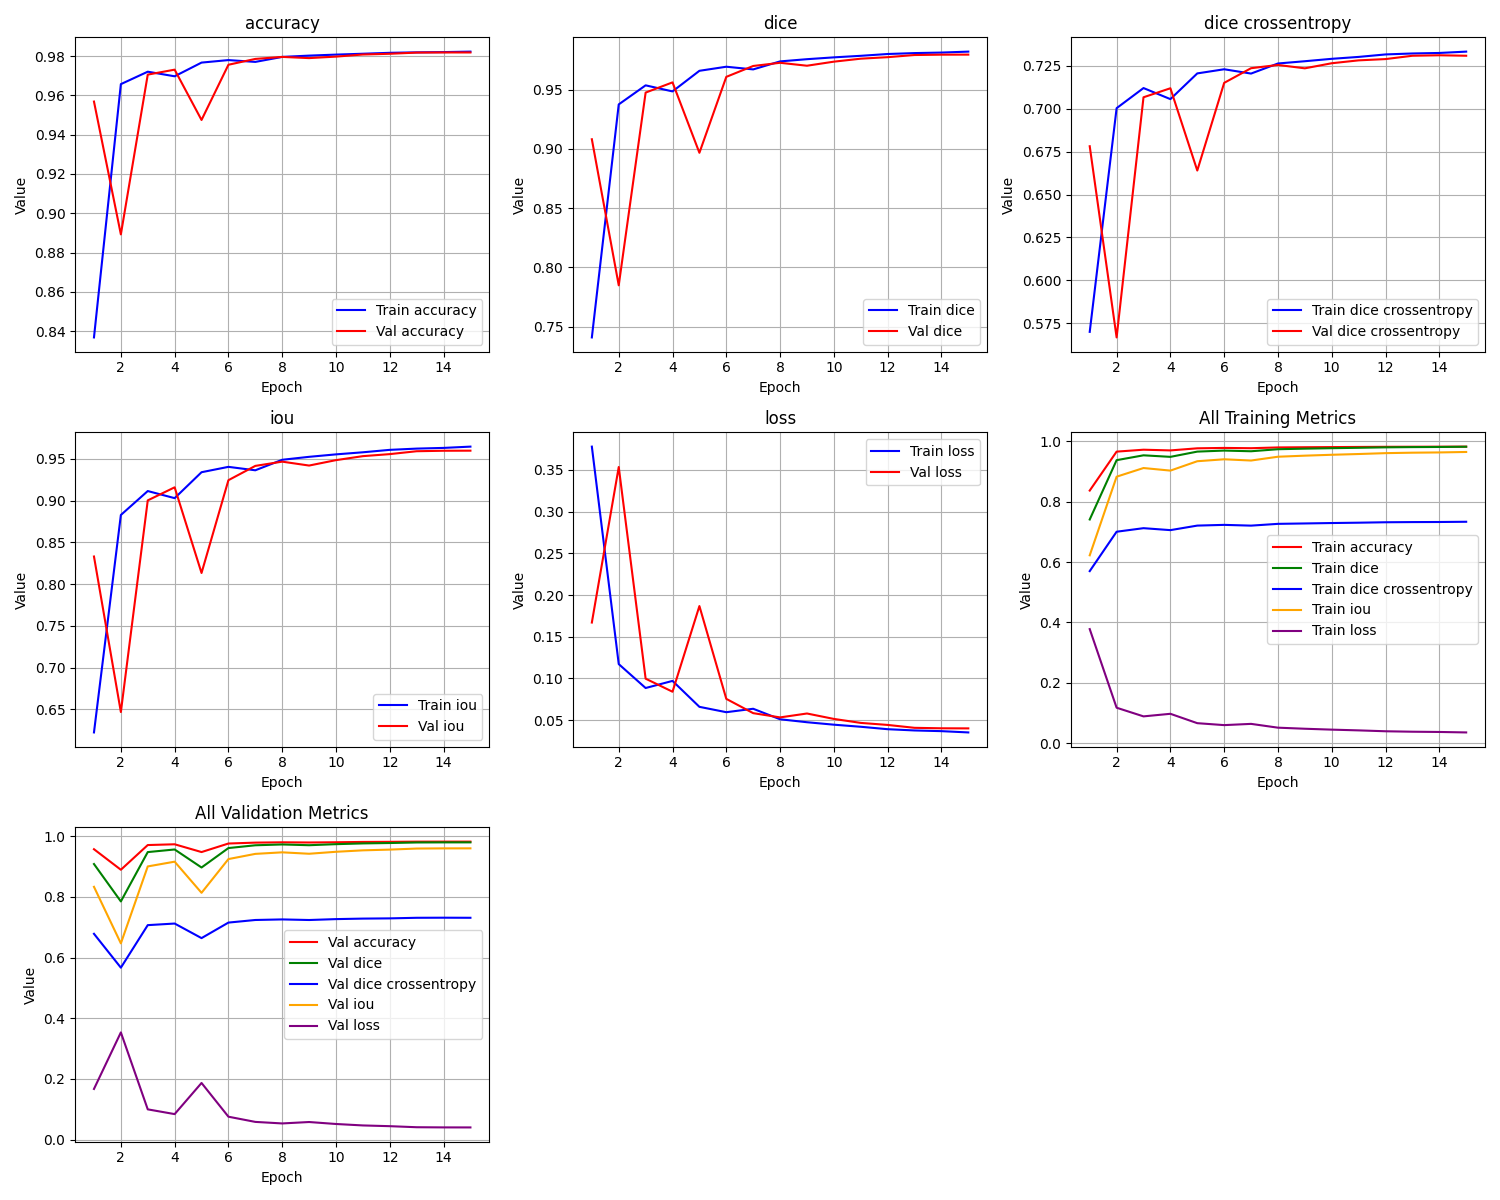 accuracy
Value
0.98
0.96
0.94
0.92
0.90
0.88
0.86
0.84
Train accuracy
Val accuracy
2 4 6 8 10 12 14
Epoch
dice
Value
0.95
0.90
0.85
0.80
0.75
Train dice
Val dice
2 4 6 8 10 12 14
Epoch
dice crossentropy
Value
0.725
0.700
0.675
0.650
0.625
0.600
0.575
Train dice crossentropy
Val dice crossentropy
2 4 6 8 10 12 14
Epoch
iou
Value
0.95
0.90
0.85
0.80
0.75
0.70
0.65
Train iou
Val iou
2 4 6 8 10 12 14
Epoch
loss
Value
0.35
0.30
0.25
0.20
0.15
0.10
0.05
Train loss
Val loss
2 4 6 8 10 12 14
Epoch
All Training Metrics
Value
1.0
0.8
0.6
0.4
0.2
0.0
Train accuracy
Train dice
Train dice crossentropy
Train iou
Train loss
2 4 6 8 10 12 14
Epoch
All Validation Metrics
Value
1.0
0.8
0.6
0.4
0.2
0.0
Val accuracy
Val dice
Val dice crossentropy
Val iou
Val loss
2 4 6 8 10 12 14
Epoch